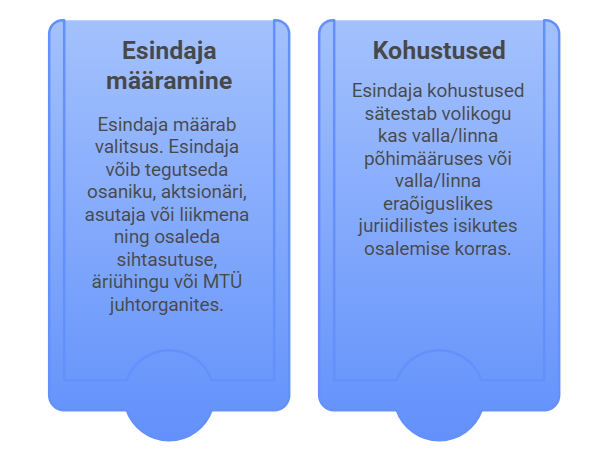 Esindaja
määramine
Esindaja määrab
valitsus. Esindaja
võib tegutseda
osaniku, aktsionäri,
asutaja või liikmena
ning osaleda
sihtasutuse,
äriühingu või MTÜ
juhtorganites.
Kohustused
Esindaja kohustused
sätestab volikogu
kas valla/linna
põhimääruses või
valla/linna
eraõiguslikes
juriidilistes isikutes
osalemise korras.